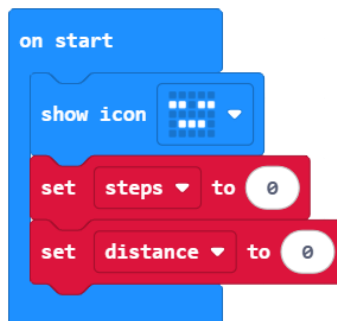 on start
show icon
set steps to 0
set distance to 0